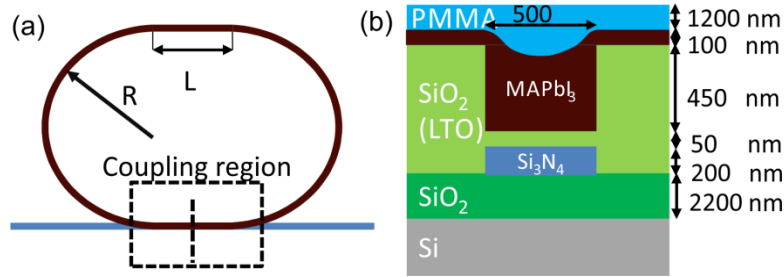 (a)
L
R
Coupling region
(b)
PMMA
500
1200 nm
100 nm
MAPbI₃
SiO₂
(LTO)
450 nm
50 nm
Si₃N₄
200 nm
SiO₂
2200 nm
Si